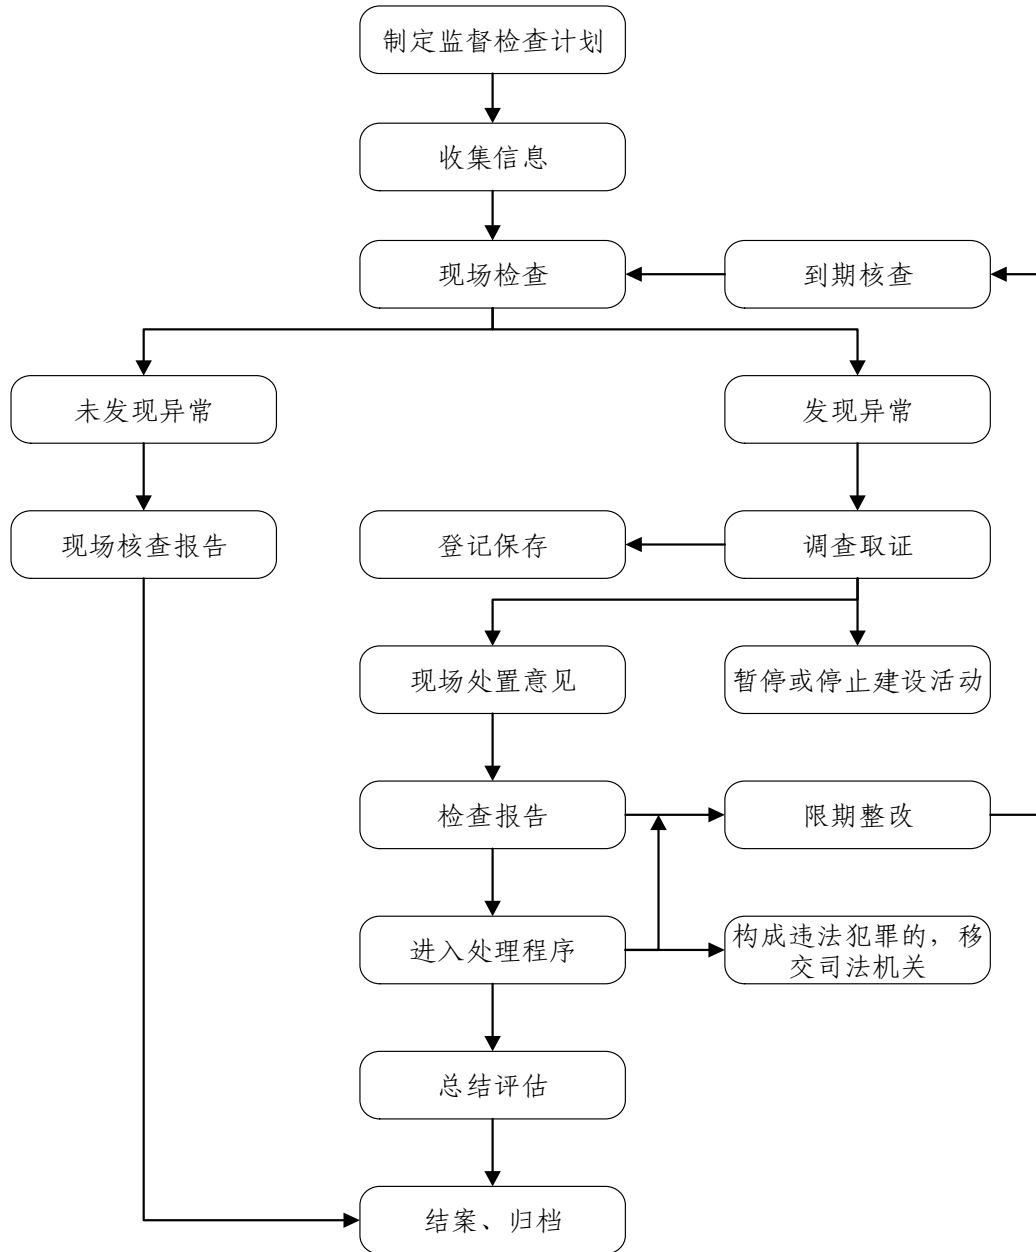 制定监督检查计划
收集信息
现场检查
到期核查
未发现异常
发现异常
现场核查报告
登记保存
调查取证
现场处置意见
暂停或停止建设活动
检查报告
限期整改
进入处理程序
构成违法犯罪的，移
交司法机关
总结评估
结案、归档